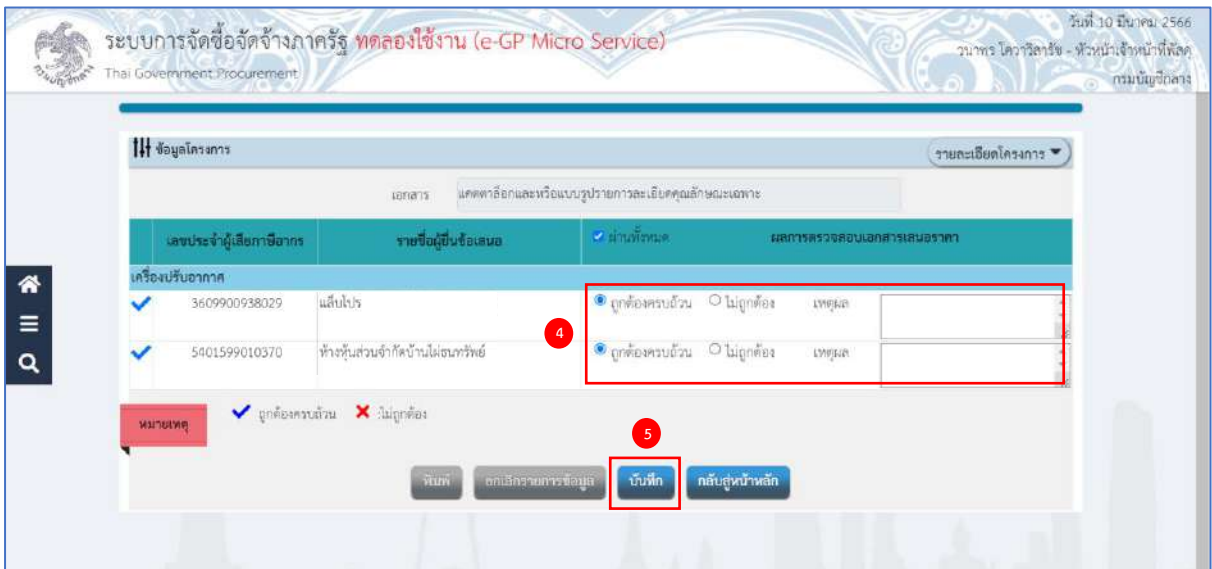 วันที่ 10 มีนาคม 2566
ระบบการจัดซื้อจัดจ้างภาครัฐ ทดลองใช้งาน (e-GP Micro Service)
วนาพร โควาวิสารัช - หัวหน้าเจ้าหน้าที่พัสดุ
Thai Government Procurement
กรมบัญชีกลาง
ข้อมูลโครงการ
รายละเอียดโครงการ
เอกสาร แคตตาล็อกและหรือแบบรูปรายการละเอียดคุณลักษณะเฉพาะ
เลขประจำผู้เสียภาษีอากร รายชื่อผู้ยื่นข้อเสนอ ผ่านทั้งหมด ผลการตรวจสอบเอกสารเสนอราคา
เครื่องปรับอากาศ
3609900938029 แล็บโปร ถูกต้องครบถ้วน ไม่ถูกต้อง เหตุผล
4
5401599010370 ห้างหุ้นส่วนจำกัดบ้านไผ่ธนทรัพย์ ถูกต้องครบถ้วน ไม่ถูกต้อง เหตุผล
หมายเหตุ ถูกต้องครบถ้วน :ไม่ถูกต้อง
5
พิมพ์ ยกเลิกรายการข้อมูล บันทึก กลับสู่หน้าหลัก